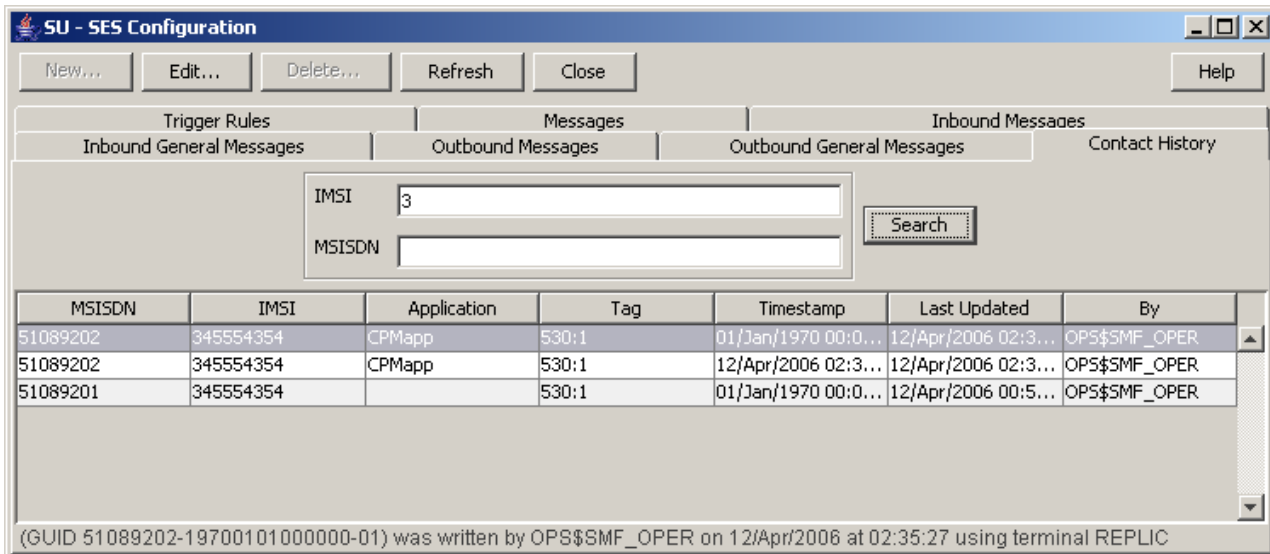 SU - SES Configuration
New... Edit... Delete... Refresh Close Help
Trigger Rules Messages Inbound Messages
Inbound General Messages Outbound Messages Outbound General Messages Contact History
IMSI 3
Search
MSISDN
MSISDN IMSI Application Tag Timestamp Last Updated By
51089202 345554354 CPMapp 530:1 01/Jan/1970 00:0... 12/Apr/2006 02:3... OPS$SMF_OPER
51089202 345554354 CPMapp 530:1 12/Apr/2006 02:3... 12/Apr/2006 02:3... OPS$SMF_OPER
51089201 345554354 530:1 01/Jan/1970 00:0... 12/Apr/2006 00:5... OPS$SMF_OPER
(GUID 51089202-19700101000000-01) was written by OPS$SMF_OPER on 12/Apr/2006 at 02:35:27 using terminal REPLIC